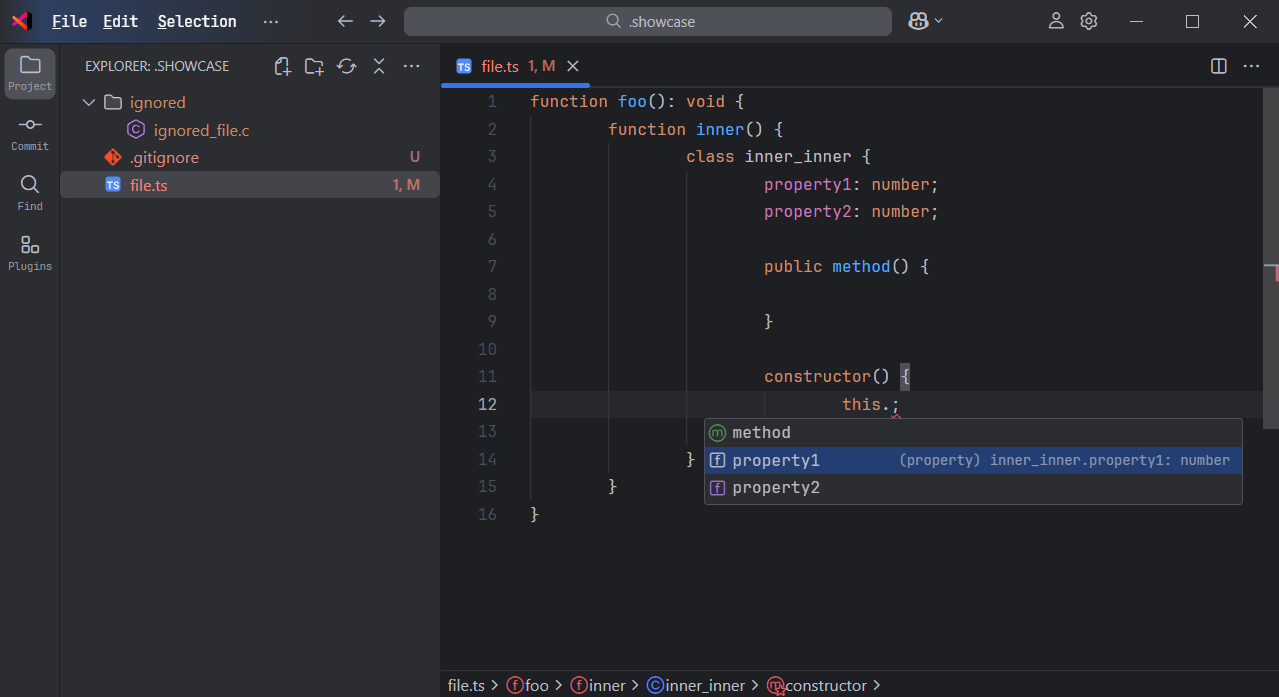 File Edit Selection ··· .showcase
Project
Commit
Find
Plugins
EXPLORER: .SHOWCASE
ignored
C ignored_file.c
.gitignore U
TS file.ts 1, M
TS file.ts 1, M
1 function foo(): void {
2 function inner() {
3 class inner_inner {
4 property1: number;
5 property2: number;
6
7 public method() {
8
9 }
10
11 constructor() {
12 this.;
13
14 }
15 }
16 }
m method
f property1 (property) inner_inner.property1: number
f property2
file.ts > f foo > f inner > C inner_inner > m constructor >